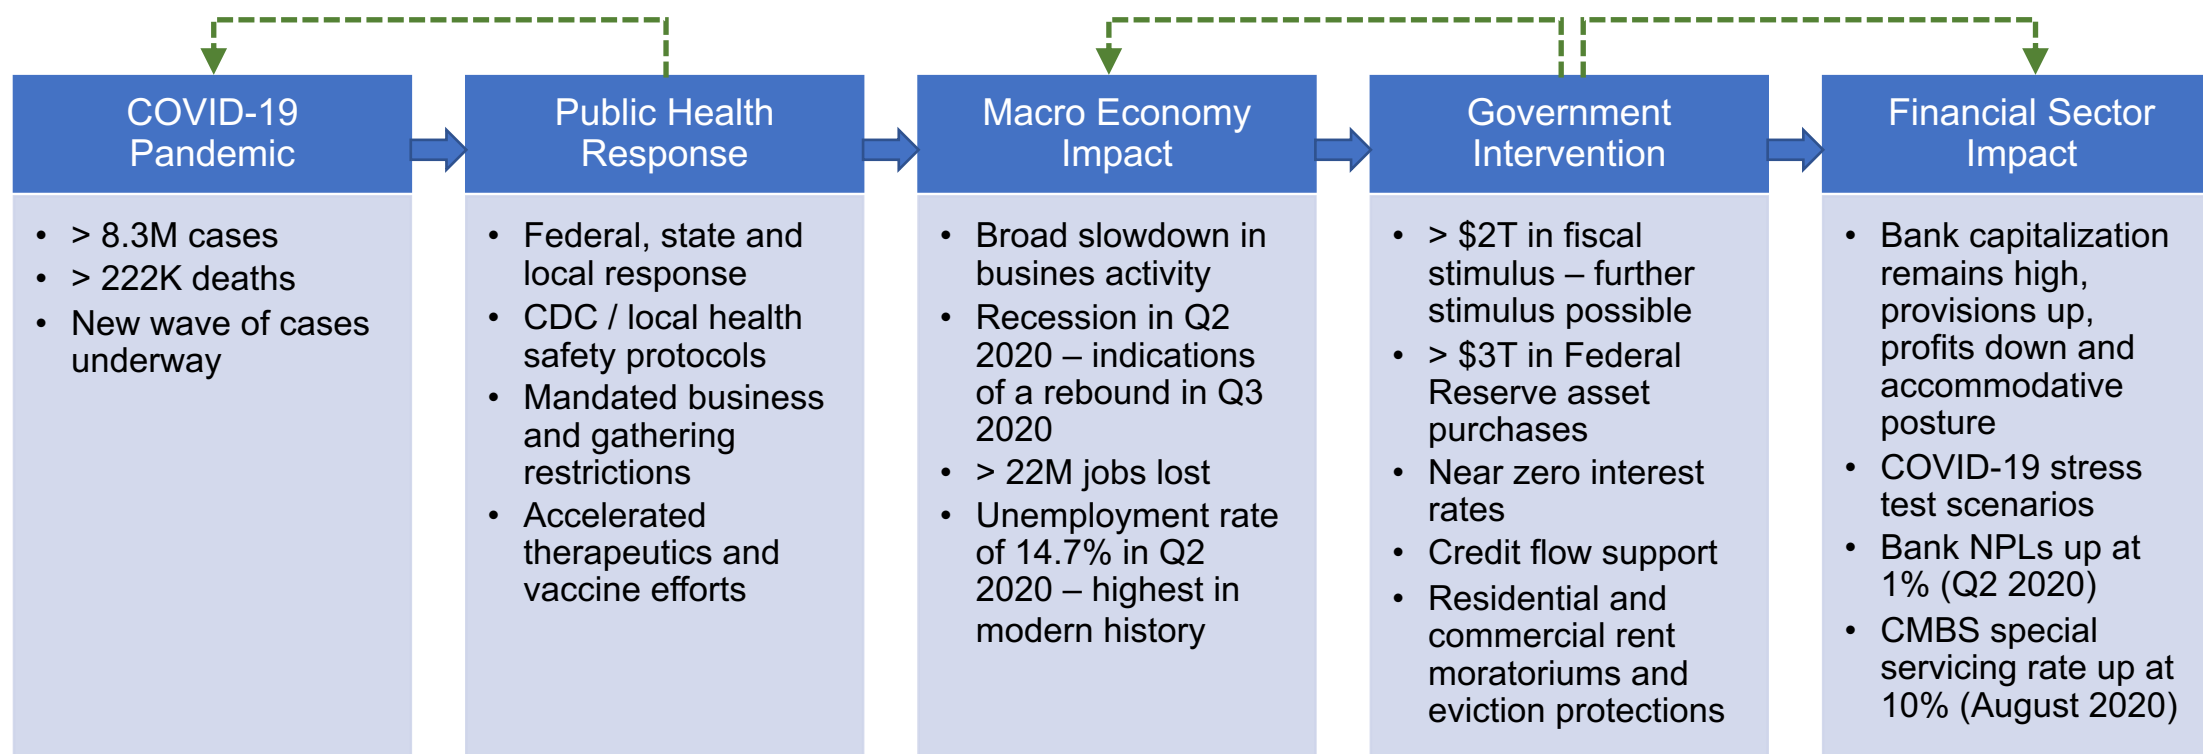 COVID-19
Pandemic
• > 8.3M cases
• > 222K deaths
• New wave of cases
underway
Public Health
Response
• Federal, state and
local response
• CDC / local health
safety protocols
• Mandated business
and gathering
restrictions
• Accelerated
therapeutics and
vaccine efforts
Macro Economy
Impact
• Broad slowdown in
busines activity
• Recession in Q2
2020 – indications
of a rebound in Q3
2020
• > 22M jobs lost
• Unemployment rate
of 14.7% in Q2
2020 – highest in
modern history
Government
Intervention
• > $2T in fiscal
stimulus – further
stimulus possible
• > $3T in Federal
Reserve asset
purchases
• Near zero interest
rates
• Credit flow support
• Residential and
commercial rent
moratoriums and
eviction protections
Financial Sector
Impact
• Bank capitalization
remains high,
provisions up,
profits down and
accommodative
posture
• COVID-19 stress
test scenarios
• Bank NPLs up at
1% (Q2 2020)
• CMBS special
servicing rate up at
10% (August 2020)